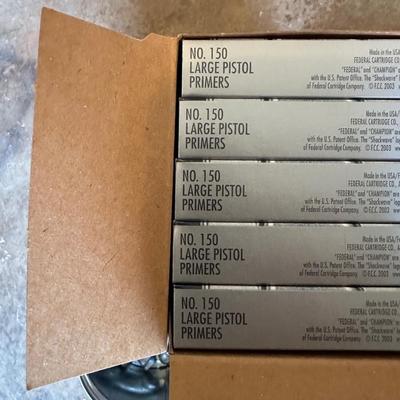 NO. 150
LARGE PISTOL
PRIMERS
Made in the USA/
FEDERAL CARTRIDGE CO.,
"FEDERAL" and "CHAMPION" are
with the U.S. Patent Office. The "Shockwave" log
of Federal Cartridge Company. © F.C.C. 2003 ww
NO. 150
LARGE PISTOL
PRIMERS
Made in the USA/F
FEDERAL CARTRIDGE CO.,
"FEDERAL" and "CHAMPION" are
with the U.S. Patent Office. The "Shockwave" log
of Federal Cartridge Company. © F.C.C. 2003 w
NO. 150
LARGE PISTOL
PRIMERS
Made in the USA/F
FEDERAL CARTRIDGE CO., A
"FEDERAL" and "CHAMPION" are
with the U.S. Patent Office. The "Shockwave" log
of Federal Cartridge Company. © F.C.C. 2003 w
NO. 150
LARGE PISTOL
PRIMERS
Made in the USA/F
FEDERAL CARTRIDGE CO., A
"FEDERAL" and "CHAMPION" are
with the U.S. Patent Office. The "Shockwave" log
of Federal Cartridge Company. © F.C.C. 2003 w
NO. 150
LARGE PISTOL
PRIMERS
Made in the USA/F
FEDERAL CARTRIDGE CO.,
"FEDERAL" and "CHAMPION" are
with the U.S. Patent Office. The "Shockwave" log
of Federal Cartridge Company. © F.C.C. 2003 w